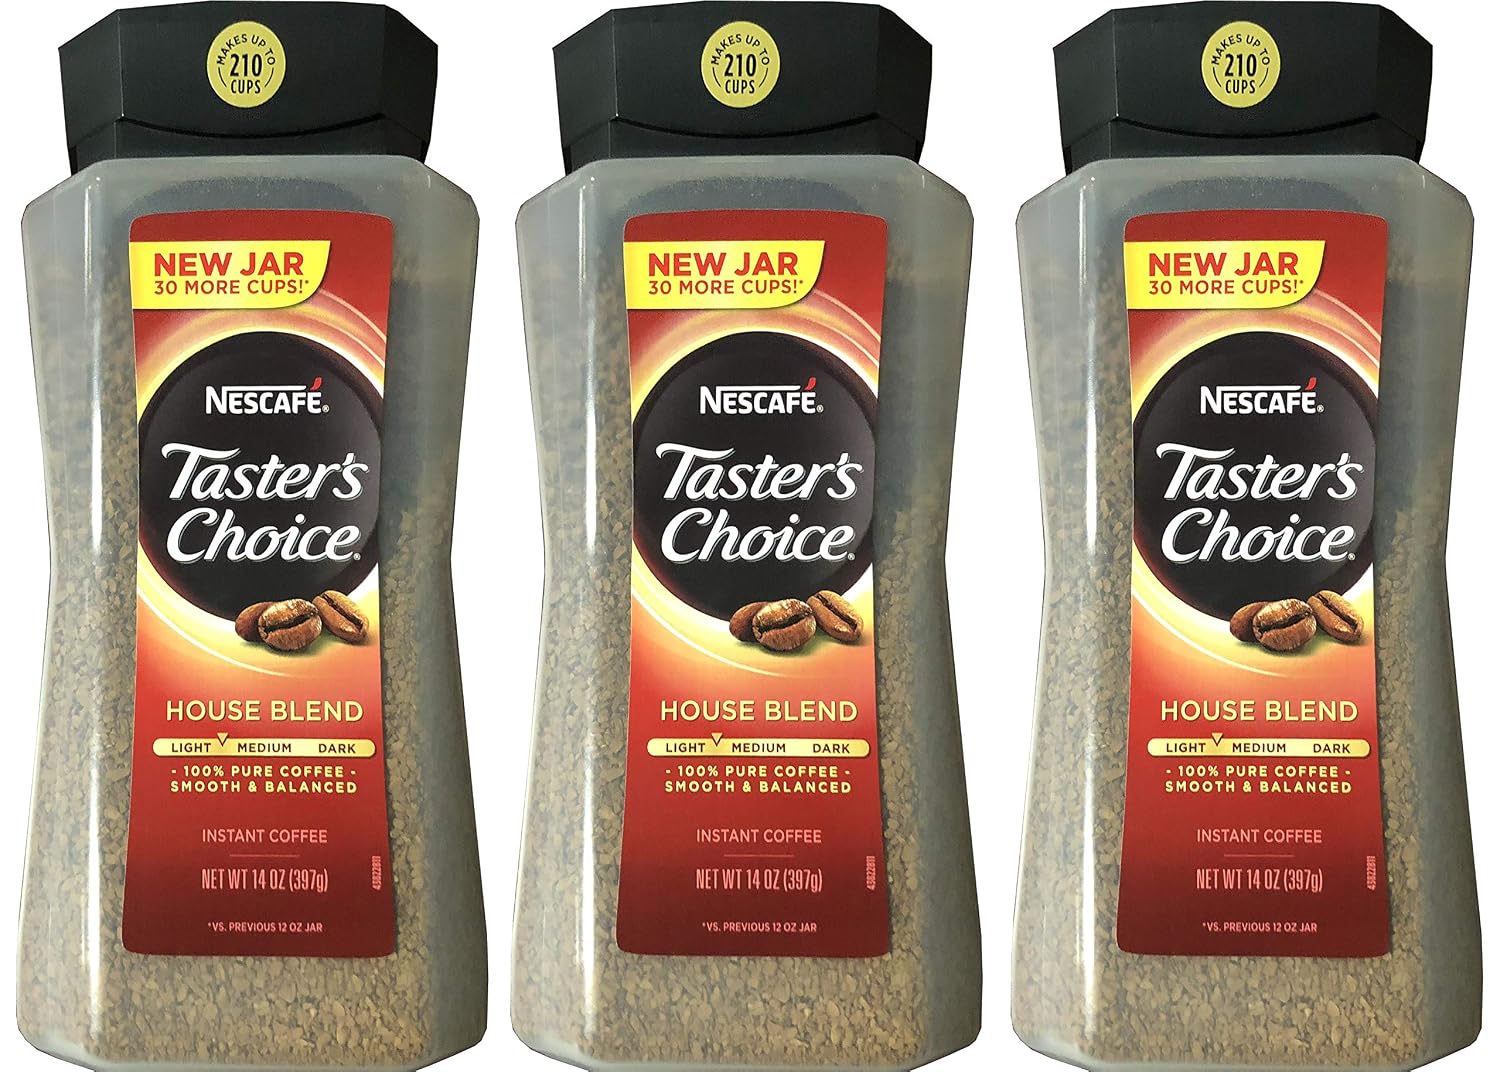 MAKES UP TO
210
CUPS
NEW JAR
30 MORE CUPS!*
NESCAFÉ®
Taster's
Choice®
HOUSE BLEND
LIGHT MEDIUM DARK
- 100% PURE COFFEE -
SMOOTH & BALANCED
INSTANT COFFEE
NET WT 14 OZ (397g)
43822811
*VS. PREVIOUS 12 OZ JAR
MAKES UP TO
210
CUPS
NEW JAR
30 MORE CUPS!*
NESCAFÉ®
Taster's
Choice®
HOUSE BLEND
LIGHT MEDIUM DARK
- 100% PURE COFFEE -
SMOOTH & BALANCED
INSTANT COFFEE
NET WT 14 OZ (397g)
43822811
*VS. PREVIOUS 12 OZ JAR
MAKES UP TO
210
CUPS
NEW JAR
30 MORE CUPS!*
NESCAFÉ®
Taster's
Choice®
HOUSE BLEND
LIGHT MEDIUM DARK
- 100% PURE COFFEE -
SMOOTH & BALANCED
INSTANT COFFEE
NET WT 14 OZ (397g)
43822811
*VS. PREVIOUS 12 OZ JAR